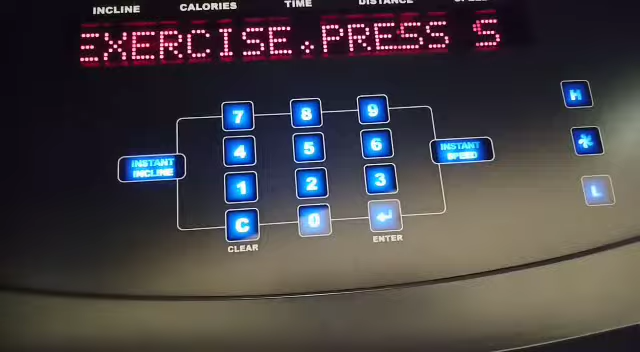 INCLINE CALORIES TIME DISTANCE
EXERCISE.PRESS S
7 8 9
4 5 6
INSTANT INCLINE
INSTANT SPEED
1 2 3
C 0
CLEAR ENTER
H
L